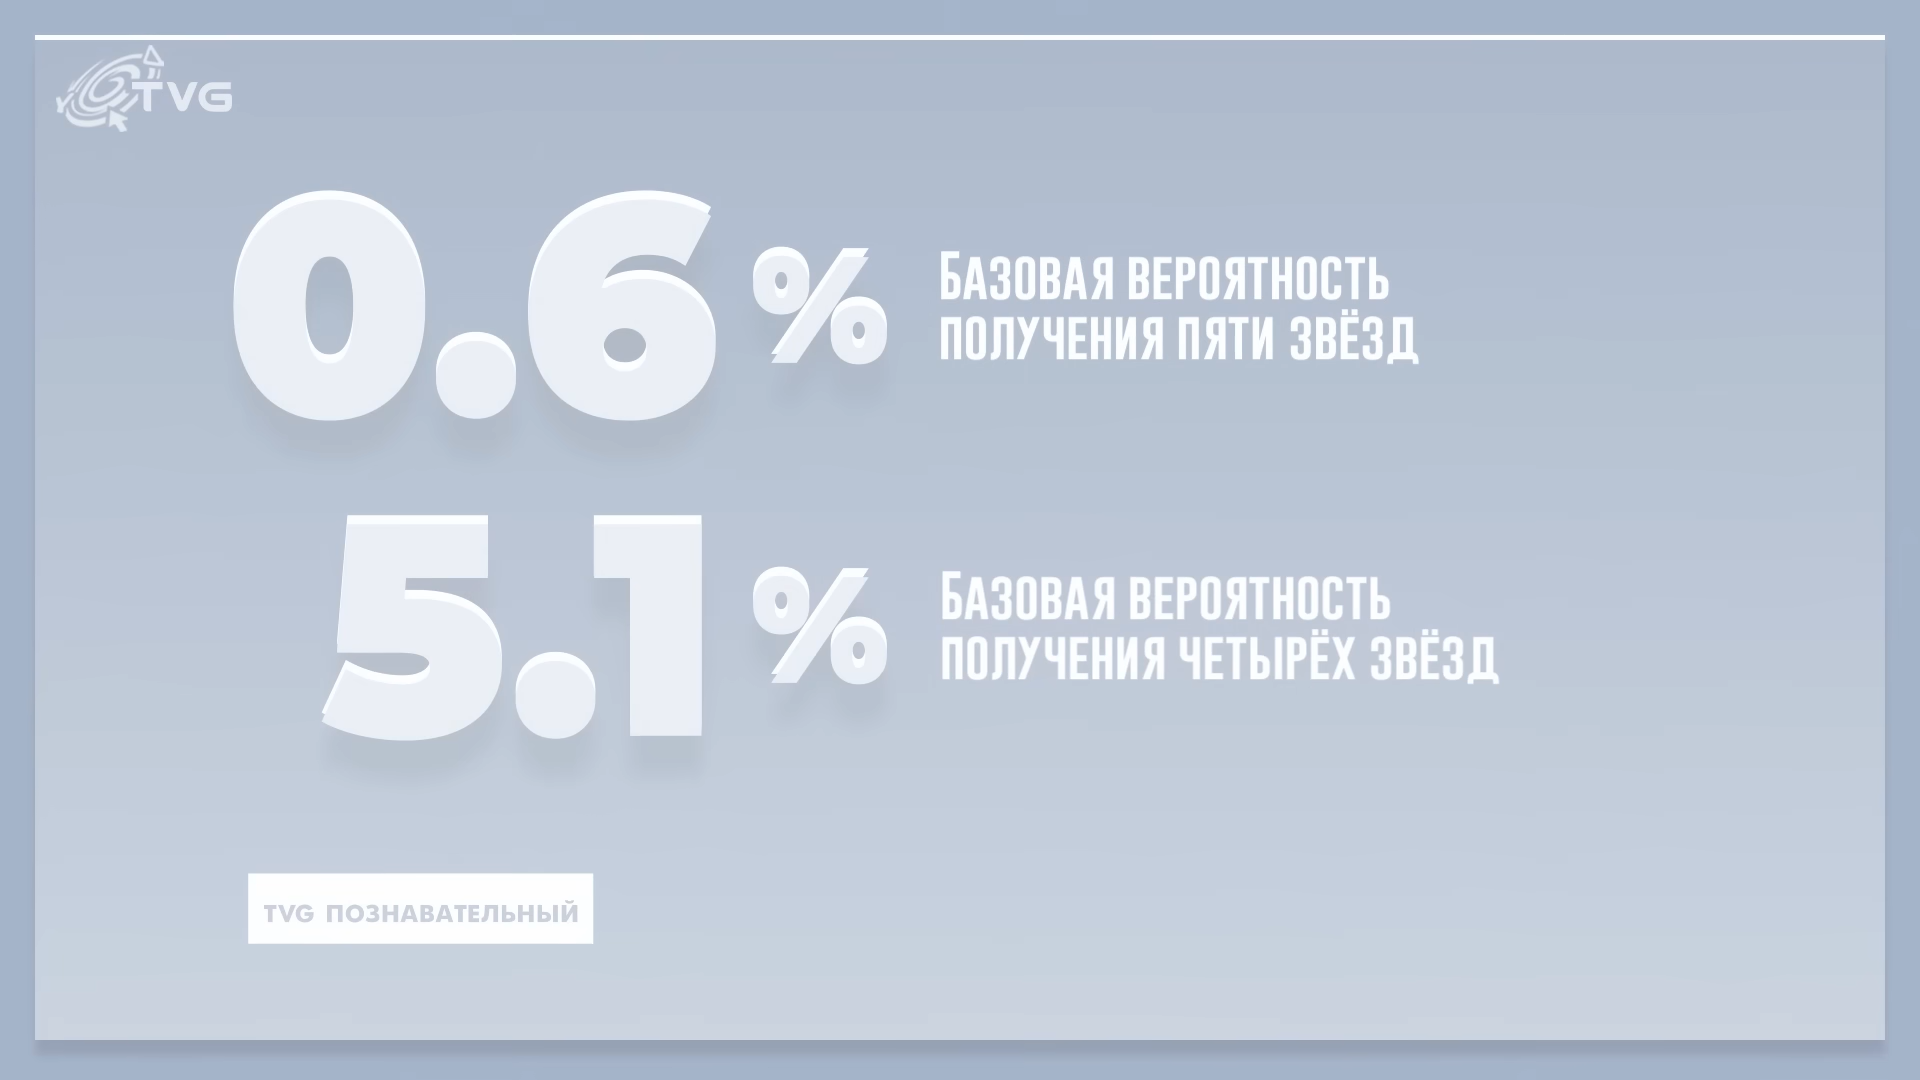 TVG
0.6 %
Базовая вероятность
получения пяти звёзд
5.1 %
Базовая вероятность
получения четырёх звёзд
TVG ПОЗНАВАТЕЛЬНЫЙ